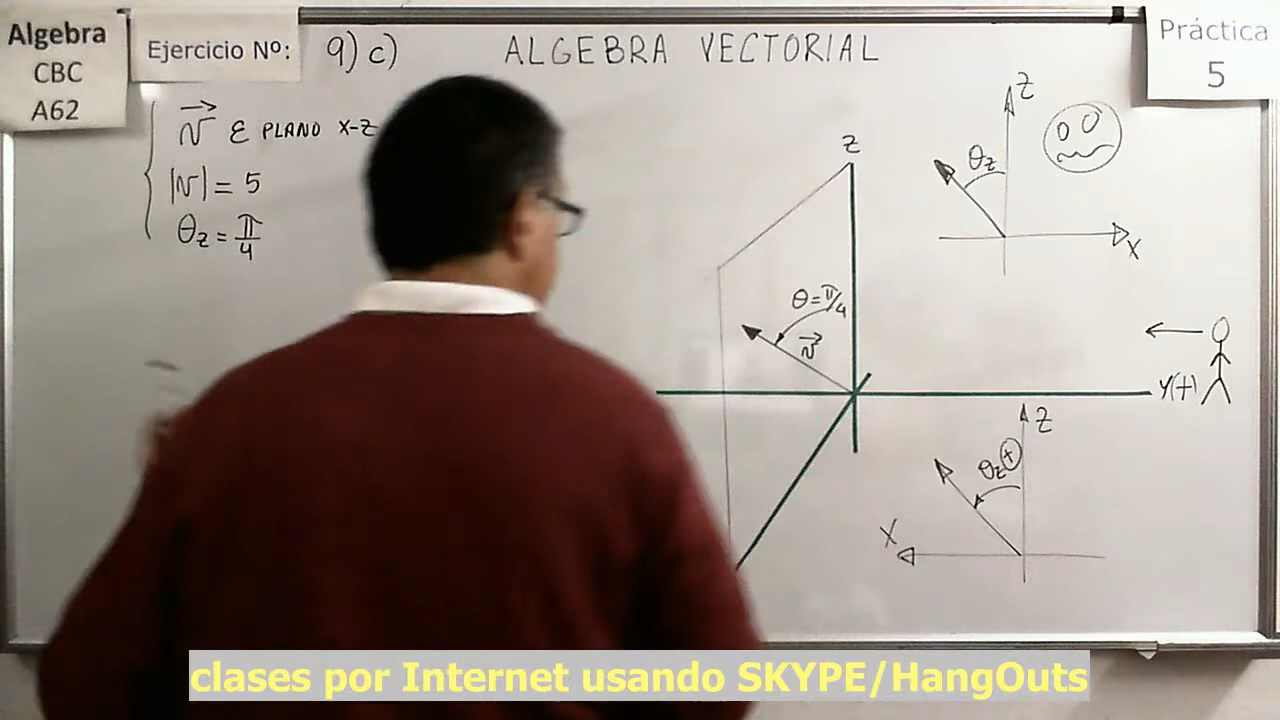 Algebra
CBC
A62
Ejercicio Nº:
9) c)
ALGEBRA VECTORIAL
Práctica
5
v ε PLANO X-Z
|v| = 5
θz = π/4
z
θ = π/4
v
Z
θz
X
Y(+)
Z
θz +
X
clases por Internet usando SKYPE/HangOuts